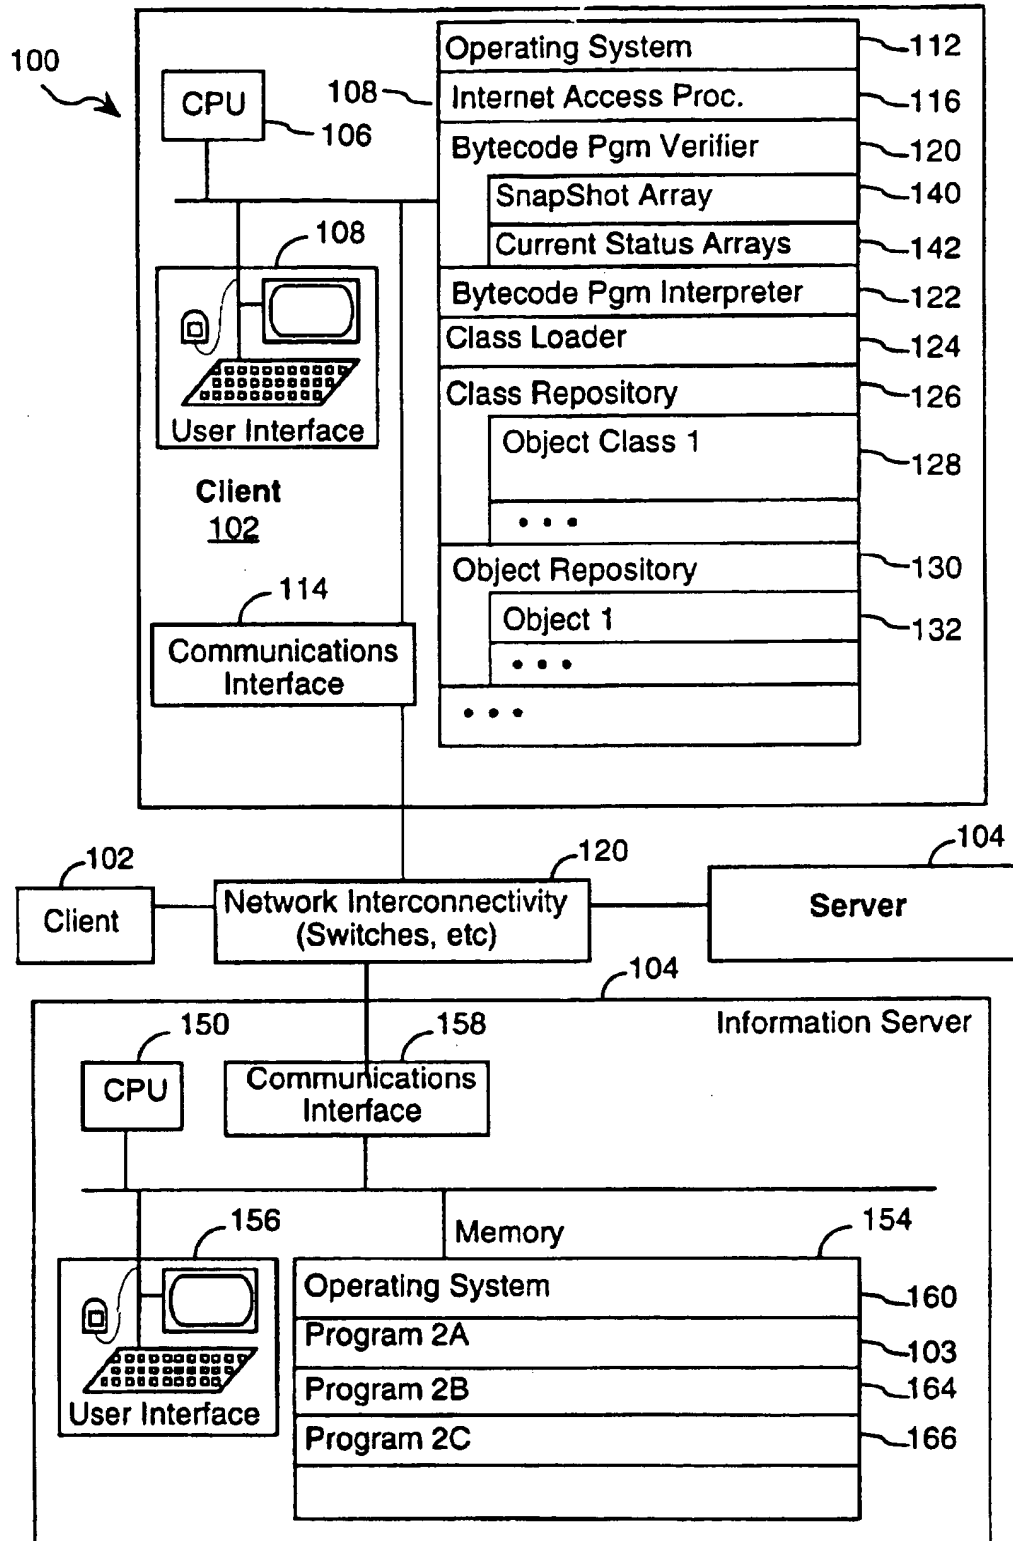 100
CPU
106
108
Operating System
112
Internet Access Proc.
116
Bytecode Pgm Verifier
120
SnapShot Array
140
Current Status Arrays
142
Bytecode Pgm Interpreter
122
Class Loader
124
Class Repository
126
Object Class 1
128
• • •
Object Repository
130
Object 1
132
• • •
• • •
108
User Interface
Client
102
114
Communications
Interface
102
Client
120
Network Interconnectivity
(Switches, etc)
104
Server
104
Information Server
150
CPU
158
Communications
Interface
156
User Interface
Memory
154
Operating System
160
Program 2A
103
Program 2B
164
Program 2C
166